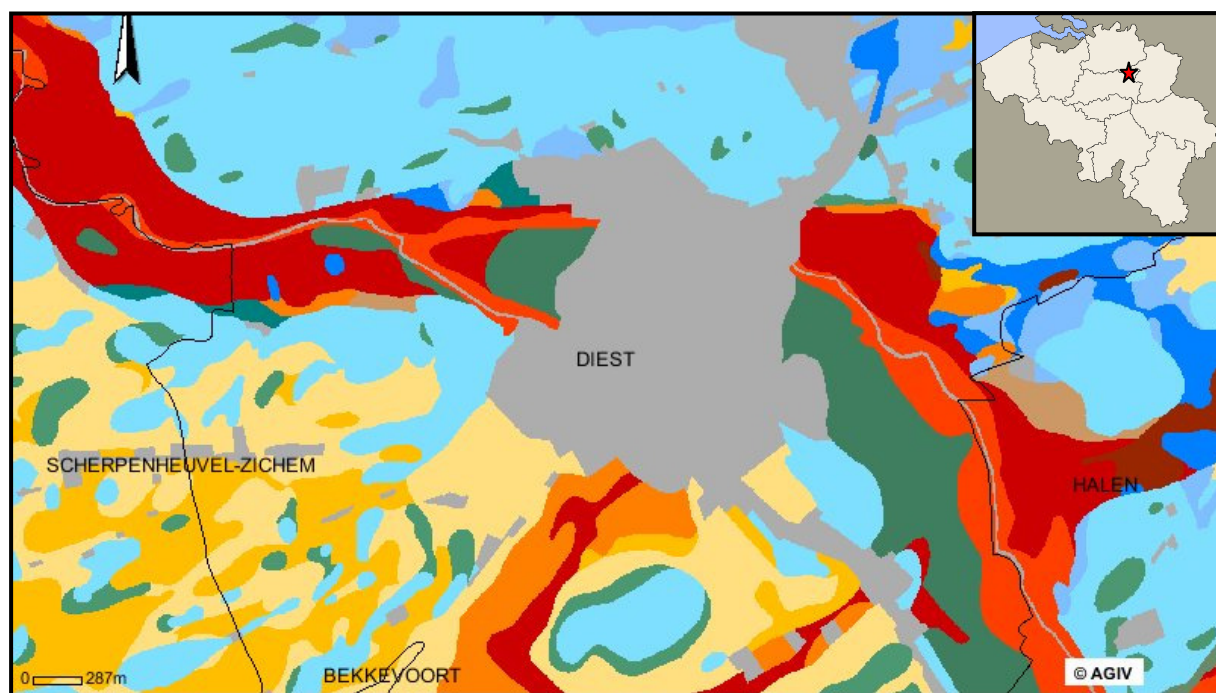 DIEST
SCHERPENHEUVEL-ZICHEM
HALEN
BEKKEVOORT
0 287m
© AGIV